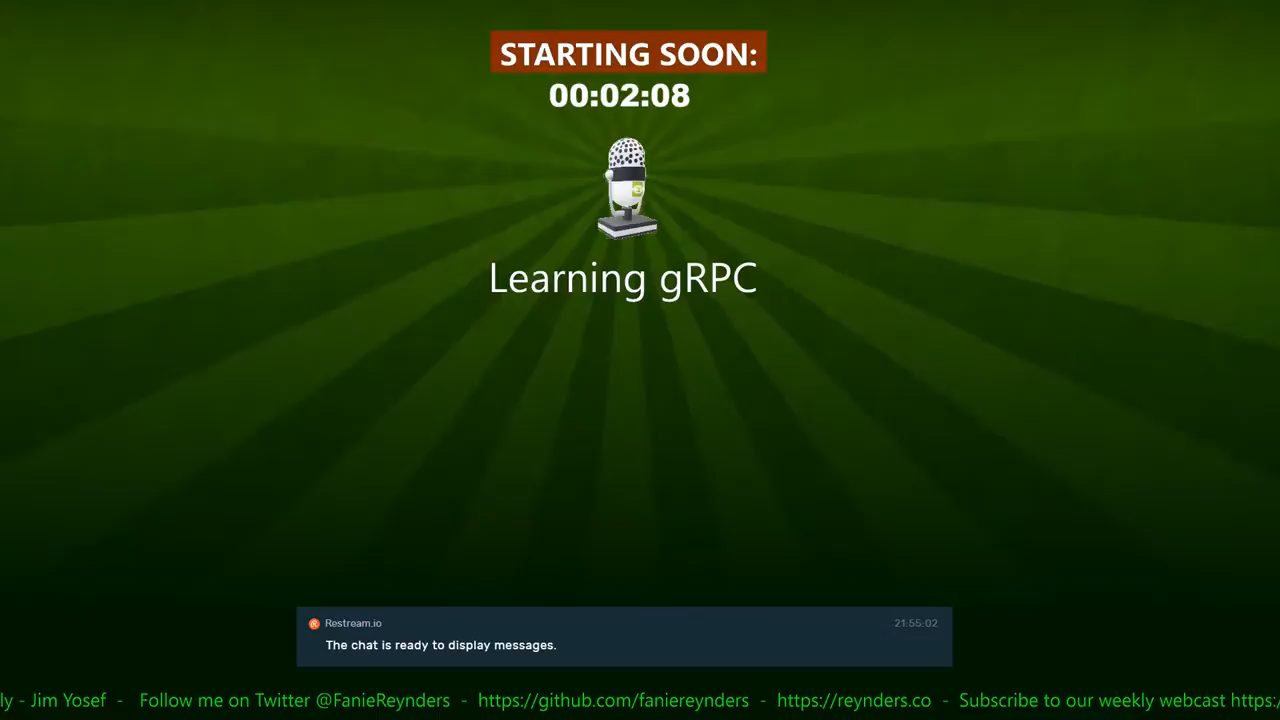 STARTING SOON:
00:02:08
Learning gRPC
Restream.io 21:55:02
The chat is ready to display messages.
ly - Jim Yosef - Follow me on Twitter @FanieReynders - https://github.com/faniereynders - https://reynders.co - Subscribe to our weekly webcast https: